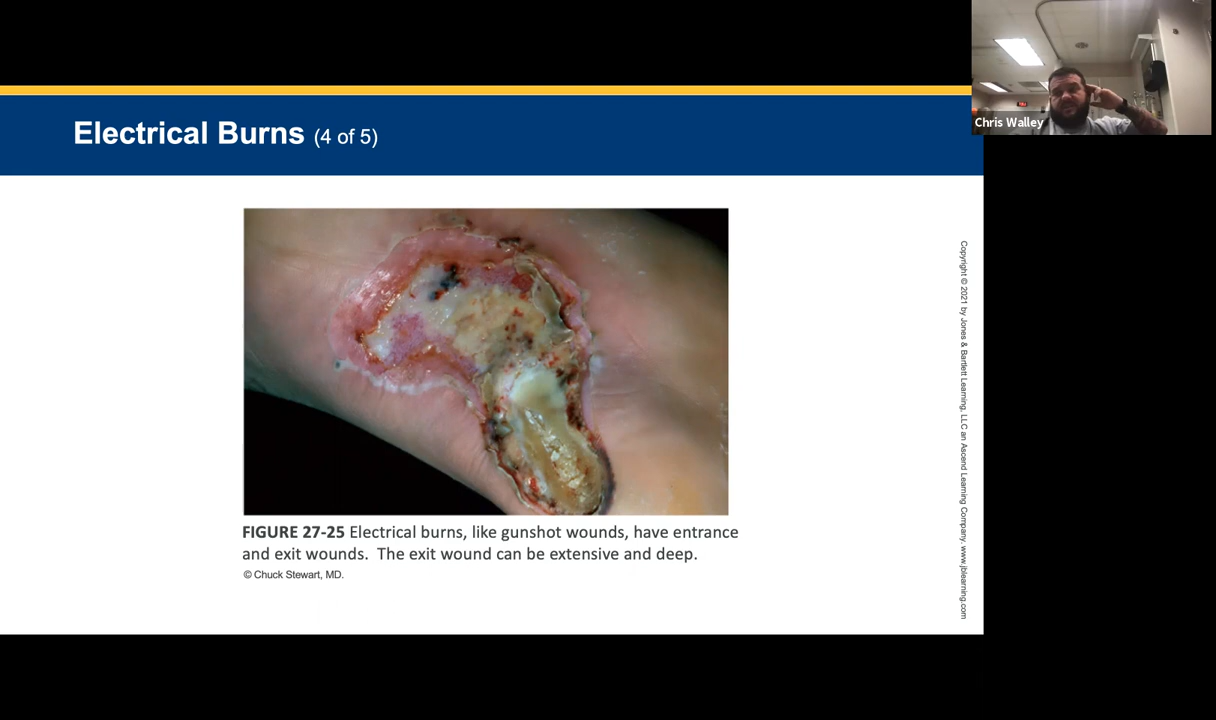 Chris Walley
Electrical Burns (4 of 5)
FIGURE 27-25 Electrical burns, like gunshot wounds, have entrance
and exit wounds.  The exit wound can be extensive and deep.
© Chuck Stewart, MD.
Copyright © 2021 by Jones & Bartlett Learning, LLC an Ascend Learning Company. www.jblearning.com